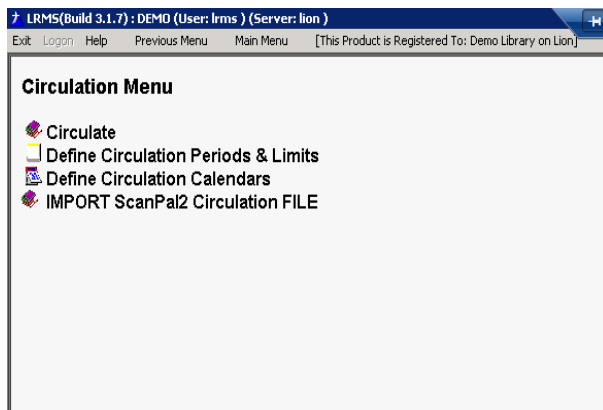 LRMS(Build 3.1.7) : DEMO (User: lrms ) (Server: lion )
Exit Logon Help Previous Menu Main Menu [This Product is Registered To: Demo Library on Lion]
Circulation Menu
Circulate
Define Circulation Periods & Limits
Define Circulation Calendars
IMPORT ScanPal2 Circulation FILE